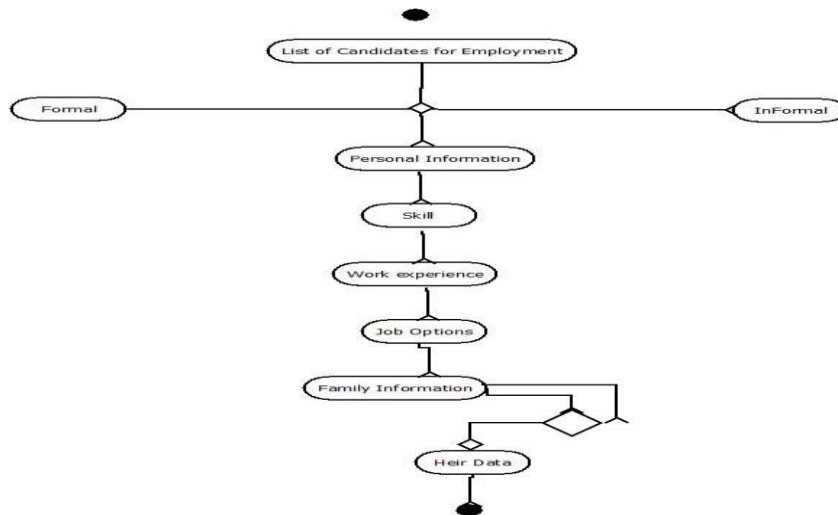 List of Candidates for Employment
Formal
InFormal
Personal Information
Skill
Work experience
Job Options
Family Information
Heir Data